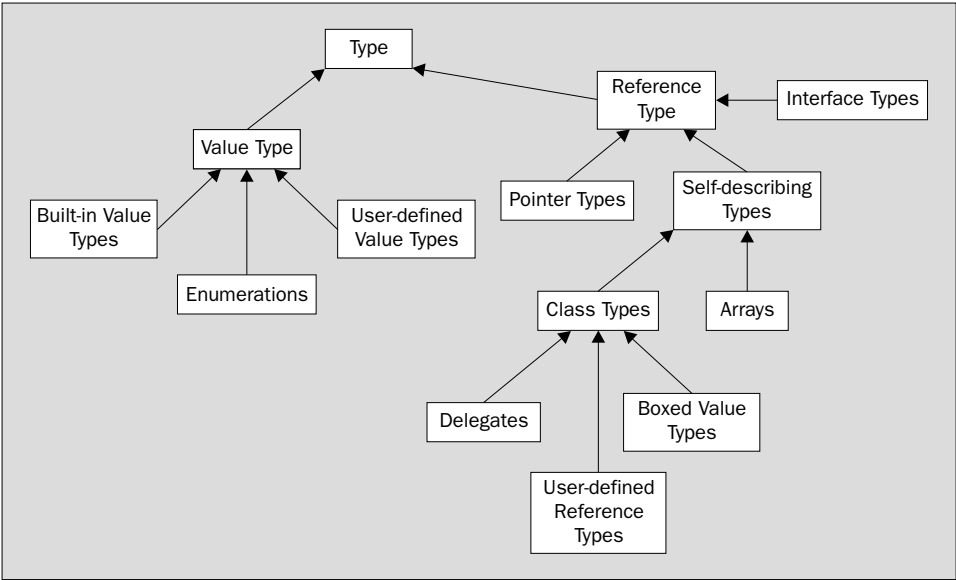 Type
Reference
Type
Interface Types
Value Type
Pointer Types
Self-describing
Types
Built-in Value
Types
User-defined
Value Types
Enumerations
Class Types
Arrays
Delegates
Boxed Value
Types
User-defined
Reference
Types